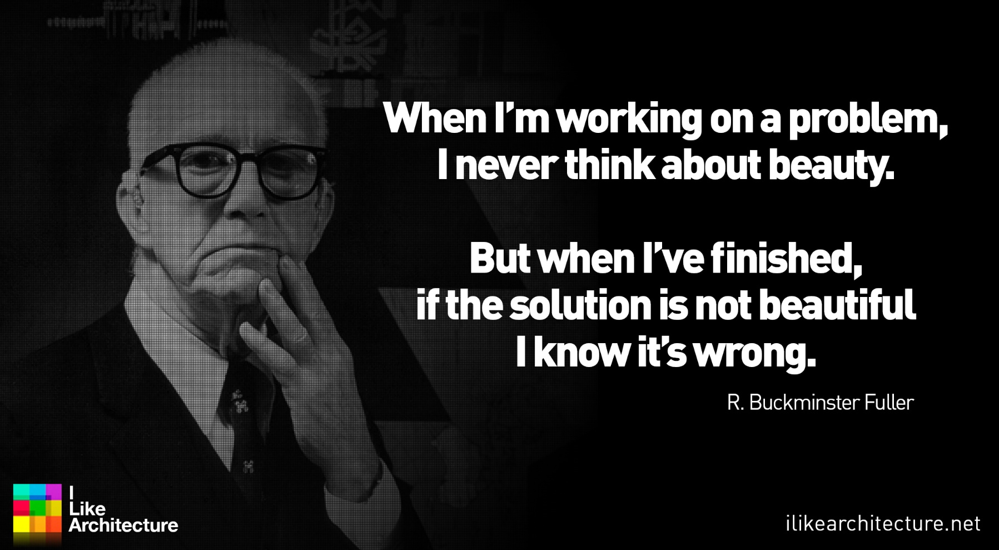 When I’m working on a problem,
I never think about beauty.
But when I’ve finished,
if the solution is not beautiful
I know it’s wrong.
R. Buckminster Fuller
I
Like
Architecture
ilikearchitecture.net